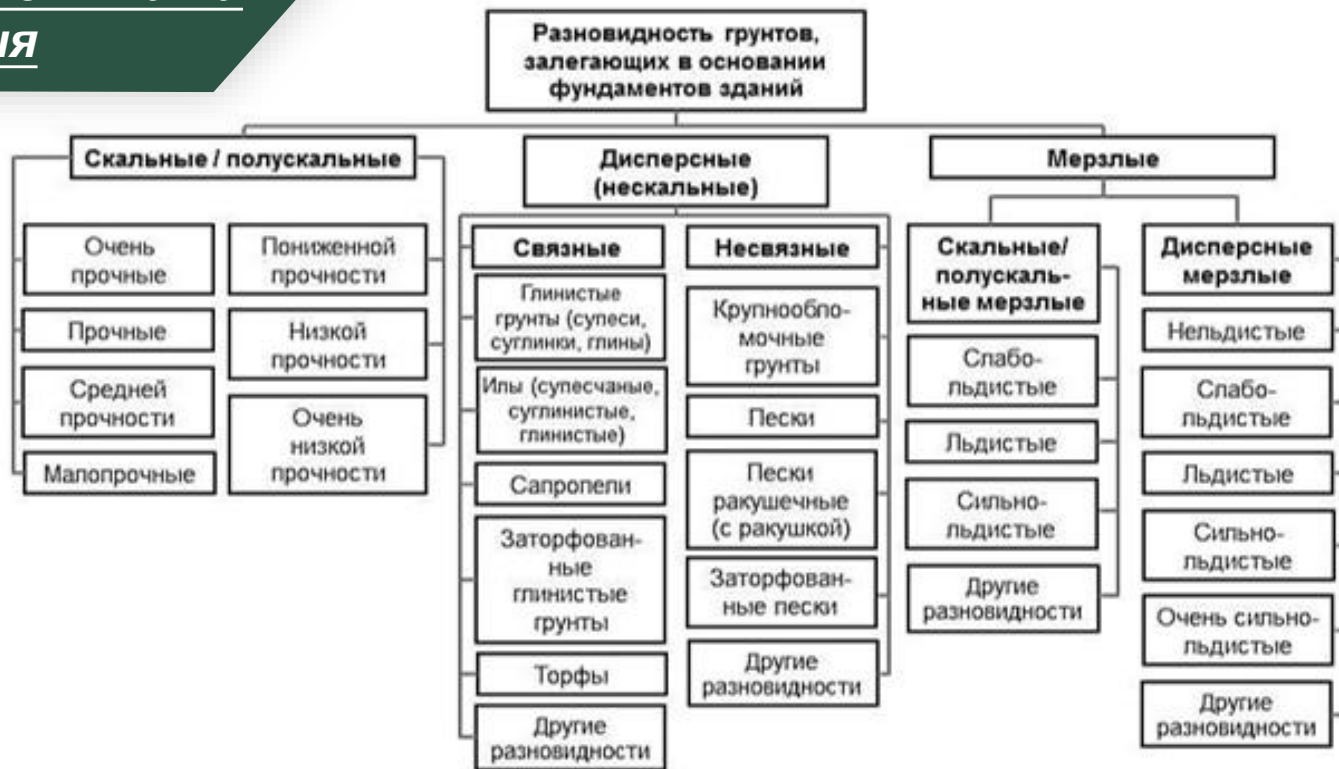 ия
Разновидность грунтов,
залегающих в основании
фундаментов зданий
Скальные / полускальные
Очень
прочные
Прочные
Средней
прочности
Малопрочные
Пониженной
прочности
Низкой
прочности
Очень
низкой
прочности
Дисперсные
(нескальные)
Связные
Глинистые
грунты (супеси,
суглинки, глины)
Илы (супесчаные,
суглинистые,
глинистые)
Сапропели
Заторфован-
ные
глинистые
грунты
Торфы
Другие
разновидности
Несвязные
Крупнообло-
мочные
грунты
Пески
Пески
ракушечные
(с ракушкой)
Заторфован-
ные пески
Другие
разновидности
Мерзлые
Скальные/
полускаль-
ные мерзлые
Слабо-
льдистые
Льдистые
Сильно-
льдистые
Другие
разновидности
Дисперсные
мерзлые
Нельдистые
Слабо-
льдистые
Льдистые
Сильно-
льдистые
Очень сильно-
льдистые
Другие
разновидности